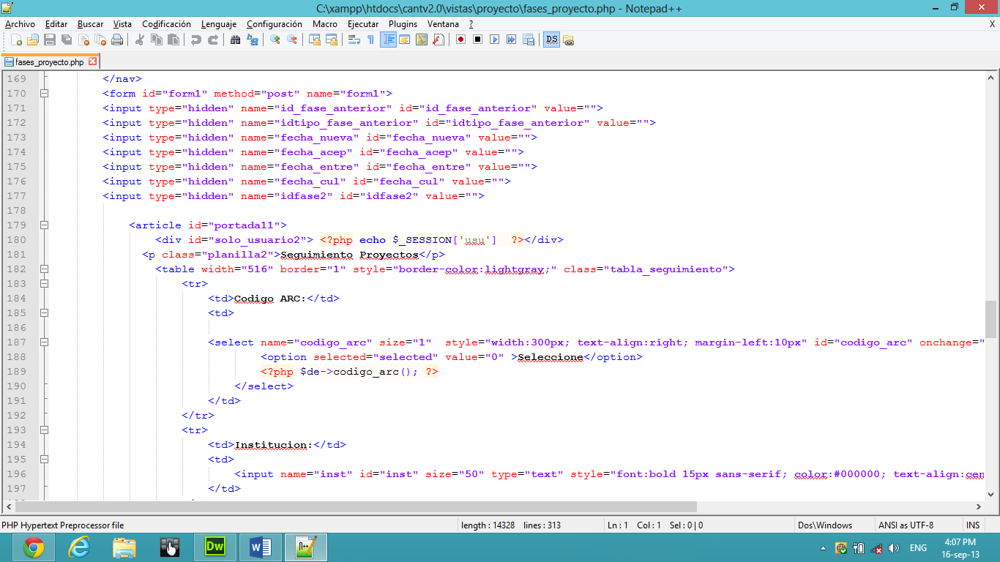 C:\xampp\htdocs\cantv2.0\vistas\proyecto\fases_proyecto.php - Notepad++
Archivo Editar Buscar Vista Codificación Lenguaje Configuración Macro Ejecutar Plugins Ventana ? X
fases_proyecto.php
169 </nav>
170 <form id="form1" method="post" name="form1">
171 <input type="hidden" name="id_fase_anterior" id="id_fase_anterior" value="">
172 <input type="hidden" name="idtipo_fase_anterior" id="idtipo_fase_anterior" value="">
173 <input type="hidden" name="fecha_nueva" id="fecha_nueva" value="">
174 <input type="hidden" name="fecha_acep" id="fecha_acep" value="">
175 <input type="hidden" name="fecha_entre" id="fecha_entre" value="">
176 <input type="hidden" name="fecha_cul" id="fecha_cul" value="">
177 <input type="hidden" name="idfase2" id="idfase2" value="">
178
179 <article id="portada11">
180 <div id="solo_usuario2"> <?php echo $_SESSION['usu']  ?></div>
181 <p class="planilla2">Seguimiento Proyectos</p>
182 <table width="516" border="1" style="border-color:lightgray;" class="tabla_seguimiento">
183 <tr>
184 <td>Codigo ARC:</td>
185 <td>
186
187 <select name="codigo_arc" size="1"  style="width:300px; text-align:right; margin-left:10px" id="codigo_arc" onchange="
188 <option selected="selected" value="0" >Seleccione</option>
189 <?php $de->codigo_arc(); ?>
190 </select>
191 </td>
192 </tr>
193 <tr>
194 <td>Institucion:</td>
195 <td>
196 <input name="inst" id="inst" size="50" type="text" style="font:bold 15px sans-serif; color:#000000; text-align:cen
197 </td>
PHP Hypertext Preprocessor file length : 14328 lines : 313 Ln : 1 Col : 1 Sel : 0 | 0 Dos\Windows ANSI as UTF-8 INS
Dw
ENG
4:07 PM
16-sep-13